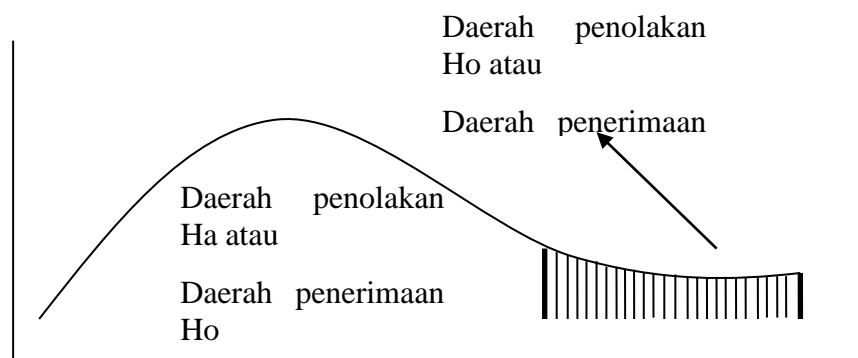 Daerah penolakan
Ho atau
Daerah penerimaan
Daerah penolakan
Ha atau
Daerah penerimaan
Ho